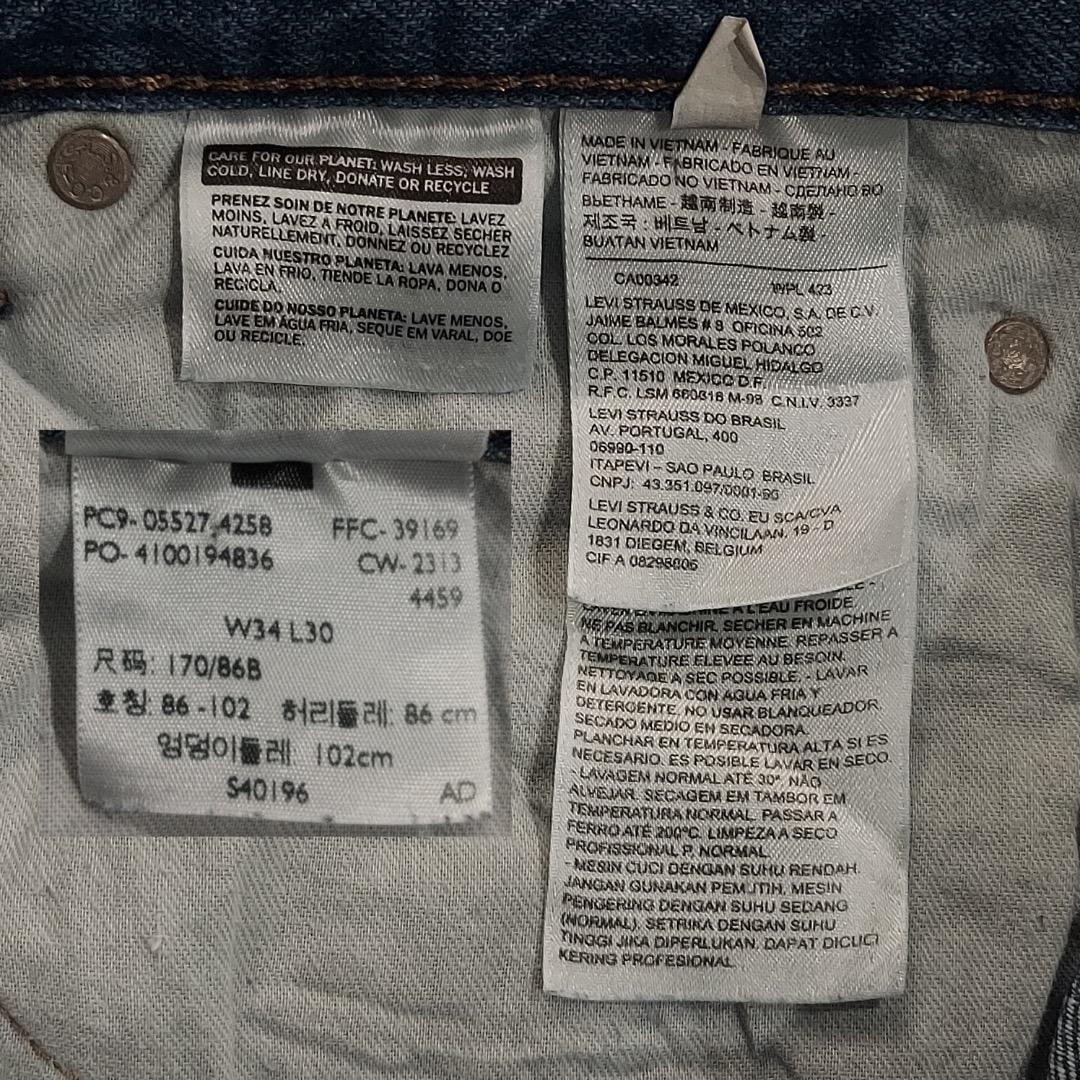 CARE FOR OUR PLANET: WASH LESS, WASH
COLD, LINE DRY, DONATE OR RECYCLE
PRENEZ SOIN DE NOTRE PLANETE: LAVEZ
MOINS, LAVEZ A FROID, LAISSEZ SECHER
NATURELLEMENT, DONNEZ OU RECYCLEZ
CUIDA NUESTRO PLANETA: LAVA MENOS,
LAVA EN FRIO, TIENDE LA ROPA, DONA O
RECICLA.
CUIDE DO NOSSO PLANETA: LAVE MENOS,
LAVE EM ÁGUA FRIA, SEQUE EM VARAL, DOE
OU RECICLE.
MADE IN VIETNAM - FABRIQUE AU
VIETNAM - FABRICADO EN VIETNAM -
FABRICADO NO VIETNAM - СДЕЛАНО ВО
ВЬЕТНАМЕ - 越南制造 - 越南製 -
제조국 : 베트남 - ベトナム製 -
BUATAN VIETNAM
CA00342 WPL 423
LEVI STRAUSS DE MEXICO, S.A. DE C.V.
JAIME BALMES # 8 OFICINA 502
COL. LOS MORALES POLANCO
DELEGACION MIGUEL HIDALGO
C.P. 11510 MEXICO D.F.
R.F.C. LSM 660818 M-98 C.N.I.V. 3337
LEVI STRAUSS DO BRASIL
AV. PORTUGAL, 400
06690-110
ITAPEVI – SAO PAULO BRASIL
CNPJ: 43.351.097/0001-
LEVI STRAUSS & CO. EU SCA/CVA
LEONARDO DA VINCILAAN, 19 - D
1831 DIEGEM, BELGIUM
CIF A 08298606
A L'EAU FROIDE.
NE PAS BLANCHIR. SECHER EN MACHINE
A TEMPERATURE MOYENNE. REPASSER A
TEMPERATURE ELEVEE AU BESOIN.
NETTOYAGE A SEC POSSIBLE. - LAVAR
EN LAVADORA CON AGUA FRIA Y
DETERGENTE. NO USAR BLANQUEADOR.
SECADO MEDIO EN SECADORA.
PLANCHAR EN TEMPERATURA ALTA SI ES
NECESARIO. ES POSIBLE LAVAR EN SECO.
- LAVAGEM NORMAL ATÉ 30°. NÃO
ALVEJAR. SECAGEM EM TAMBOR EM
TEMPERATURA NORMAL. PASSAR A
FERRO ATÉ 200°C. LIMPEZA A SECO
PROFISSIONAL P. NORMAL.
- MESIN CUCI DENGAN SUHU RENDAH.
JANGAN GUNAKAN PEMUTIH. MESIN
PENGERING DENGAN SUHU SEDANG
(NORMAL). SETRIKA DENGAN SUHU
TINGGI JIKA DIPERLUKAN. DAPAT DICUCI
KERING PROFESIONAL.
PC9- 05527,4258 FFC- 39169
PO- 4100194836 CW- 2313
4459
W34 L30
尺码: 170/86B
호칭: 86 -102 허리둘레: 86 cm
엉덩이둘레: 102cm
S40196 AD